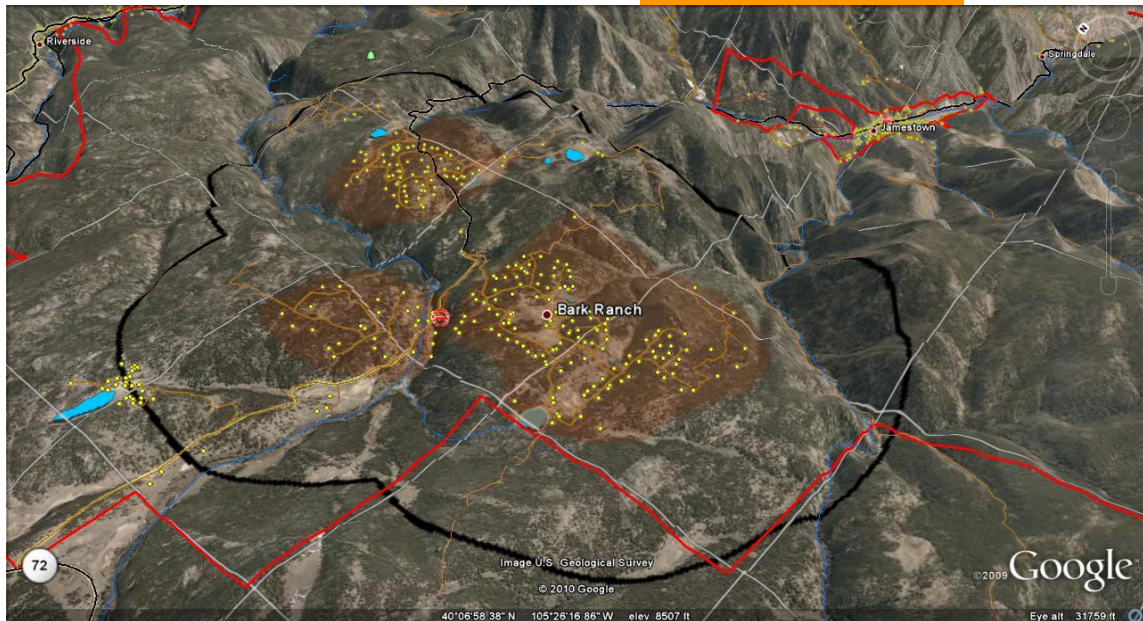 Riverside
Springdale
N
Jamestown
Bark Ranch
72
Image U.S. Geological Survey
© 2010 Google
©2009 Google
40°06'58.38" N 105°26'16.86" W elev 8507 ft Eye alt 31759 ft